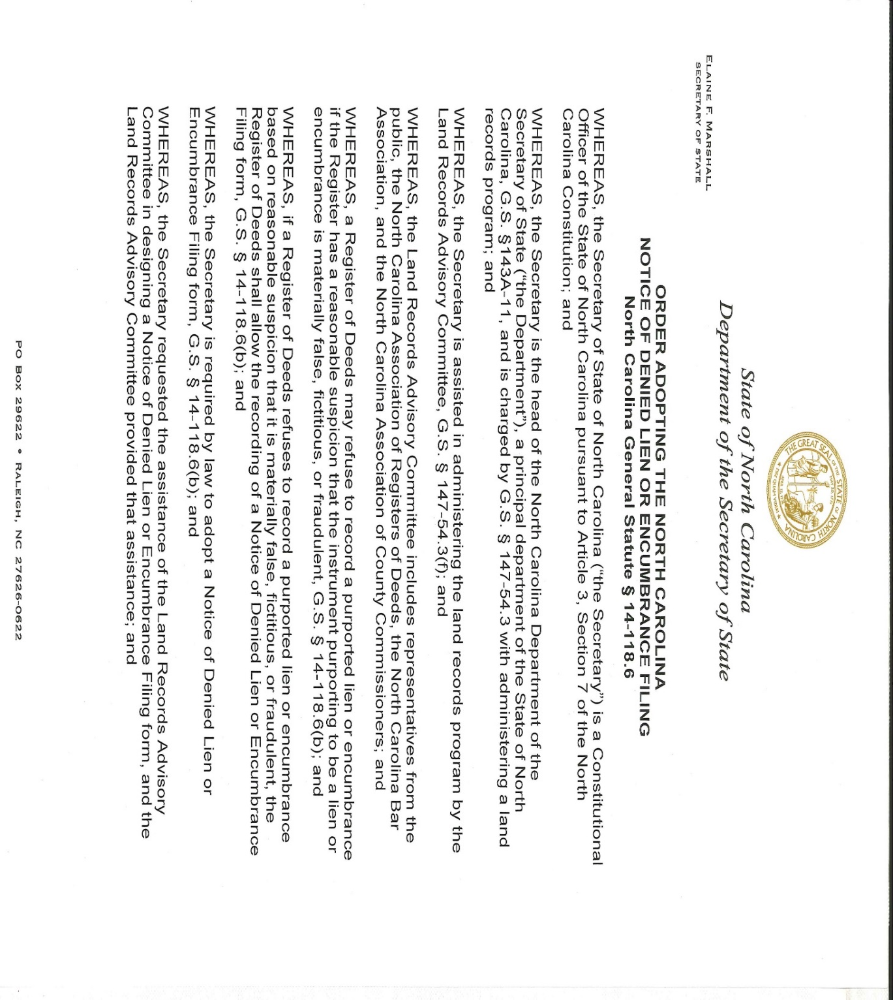 THE GREAT SEAL OF THE STATE OF NORTH CAROLINA
ESSE QUAM VIDERI
State of North Carolina
Department of the Secretary of State
ELAINE F. MARSHALL
SECRETARY OF STATE
ORDER ADOPTING THE NORTH CAROLINA
NOTICE OF DENIED LIEN OR ENCUMBRANCE FILING
North Carolina General Statute § 14-118.6
WHEREAS, the Secretary of State of North Carolina (“the Secretary”) is a Constitutional
Officer of the State of North Carolina pursuant to Article 3, Section 7 of the North
Carolina Constitution; and
WHEREAS, the Secretary is the head of the North Carolina Department of the
Secretary of State (“the Department”), a principal department of the State of North
Carolina, G.S. §143A-11, and is charged by G.S. § 147-54.3 with administering a land
records program; and
WHEREAS, the Secretary is assisted in administering the land records program by the
Land Records Advisory Committee, G.S. § 147-54.3(f); and
WHEREAS, the Land Records Advisory Committee includes representatives from the
public, the North Carolina Association of Registers of Deeds, the North Carolina Bar
Association, and the North Carolina Association of County Commissioners; and
WHEREAS, a Register of Deeds may refuse to record a purported lien or encumbrance
if the Register has a reasonable suspicion that the instrument purporting to be a lien or
encumbrance is materially false, fictitious, or fraudulent, G.S. § 14-118.6(b); and
WHEREAS, if a Register of Deeds refuses to record a purported lien or encumbrance
based on reasonable suspicion that it is materially false, fictitious, or fraudulent, the
Register of Deeds shall allow the recording of a Notice of Denied Lien or Encumbrance
Filing form, G.S. § 14-118.6(b); and
WHEREAS, the Secretary is required by law to adopt a Notice of Denied Lien or
Encumbrance Filing form, G.S. § 14-118.6(b); and
WHEREAS, the Secretary requested the assistance of the Land Records Advisory
Committee in designing a Notice of Denied Lien or Encumbrance Filing form, and the
Land Records Advisory Committee provided that assistance; and
PO BOX 29622 • RALEIGH, NC 27626-0622